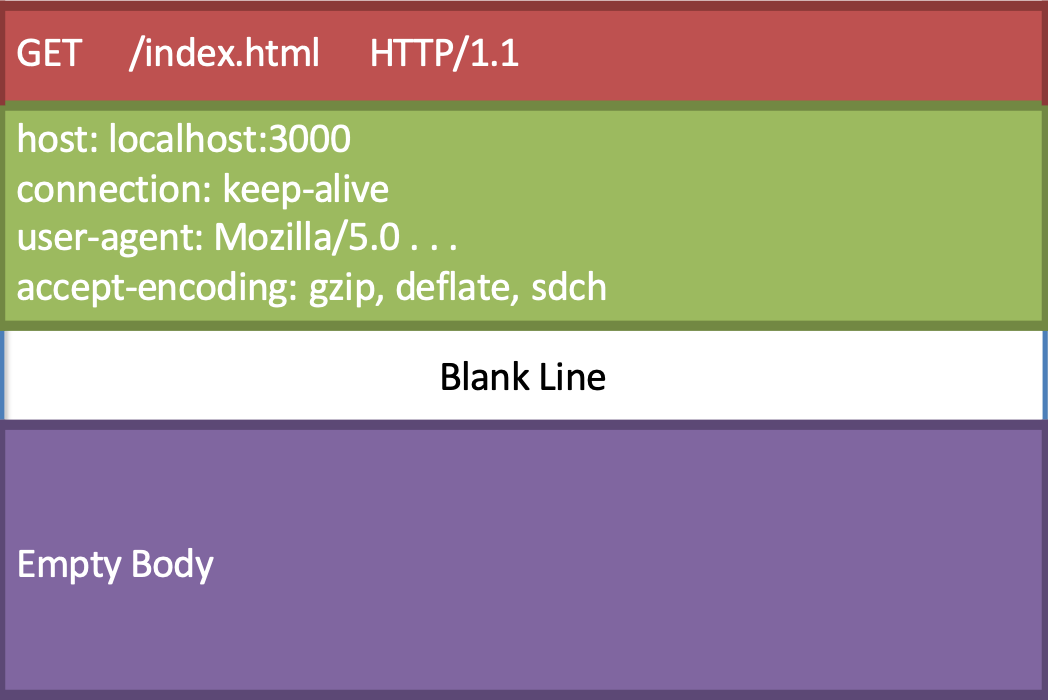 GET /index.html HTTP/1.1
host: localhost:3000
connection: keep-alive
user-agent: Mozilla/5.0 . . .
accept-encoding: gzip, deflate, sdch
Blank Line
Empty Body